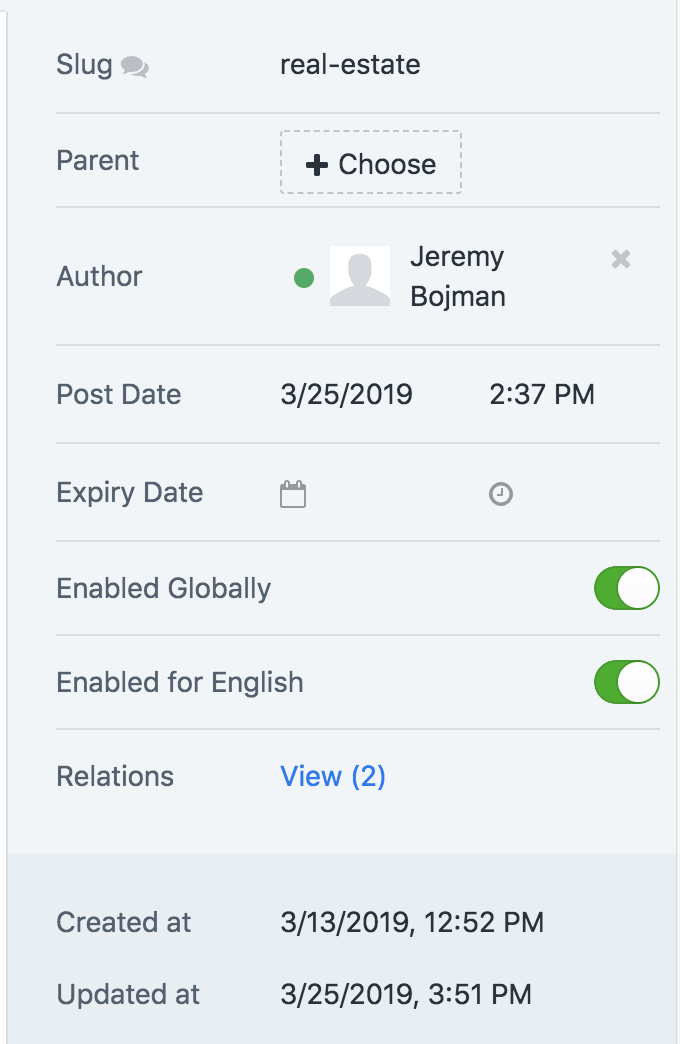 Slug real-estate
Parent Choose
Author Jeremy
Bojman
Post Date 3/25/2019 2:37 PM
Expiry Date
Enabled Globally
Enabled for English
Relations View (2)
Created at 3/13/2019, 12:52 PM
Updated at 3/25/2019, 3:51 PM